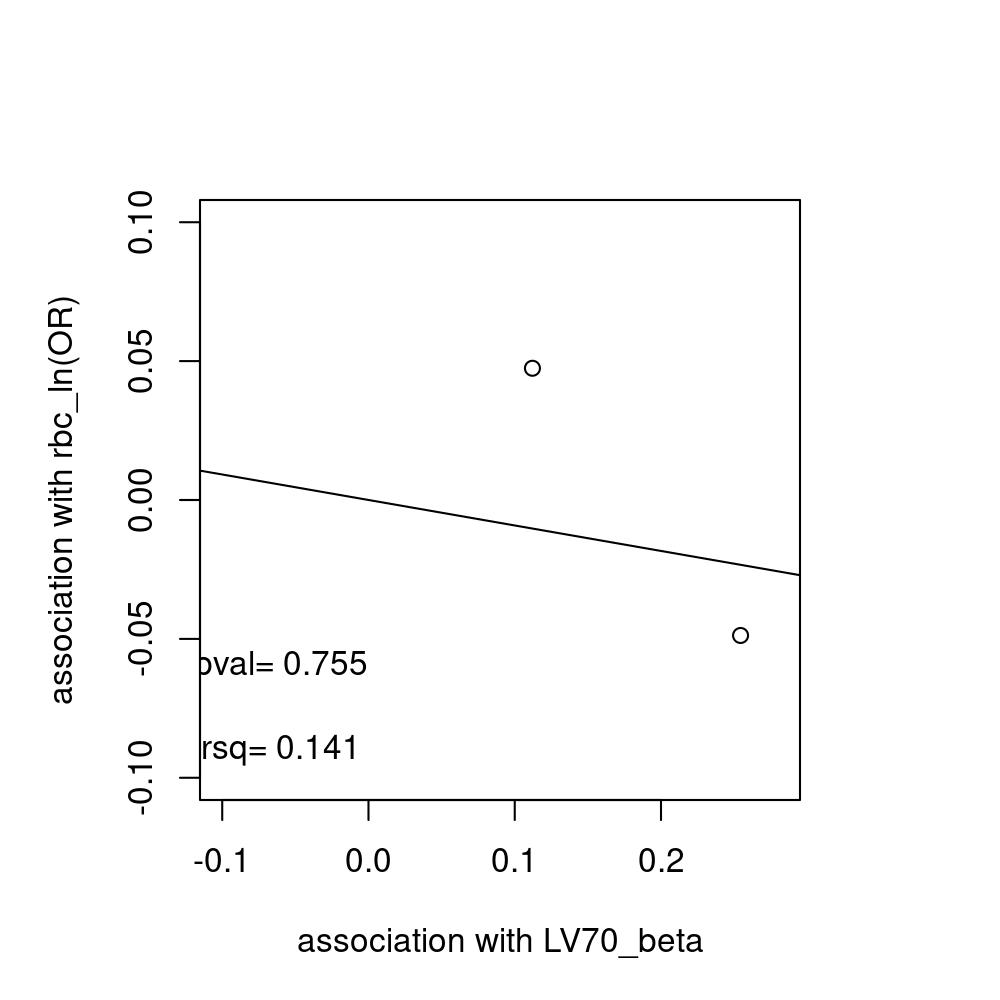 association with rbc_ln(OR)
0.10
0.05
0.00
-0.05
-0.10
pval= 0.755
rsq= 0.141
-0.1 0.0 0.1 0.2
association with LV70_beta